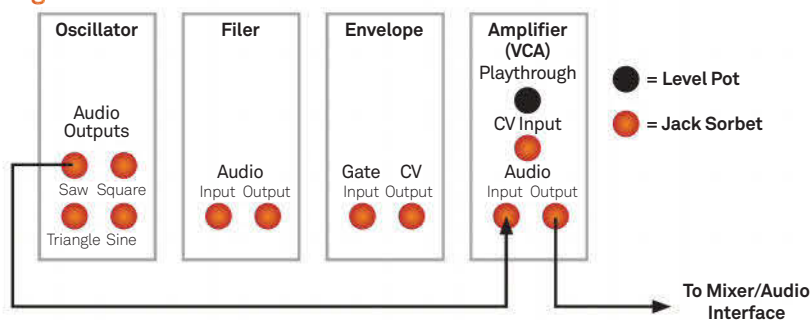 Oscillator
Audio
Outputs
Saw Square
Triangle Sine
Filer
Audio
Input Output
Envelope
Gate CV
Input Output
Amplifier
(VCA)
Playthrough
CV Input
Audio
Input Output
= Level Pot
= Jack Sorbet
To Mixer/Audio
Interface